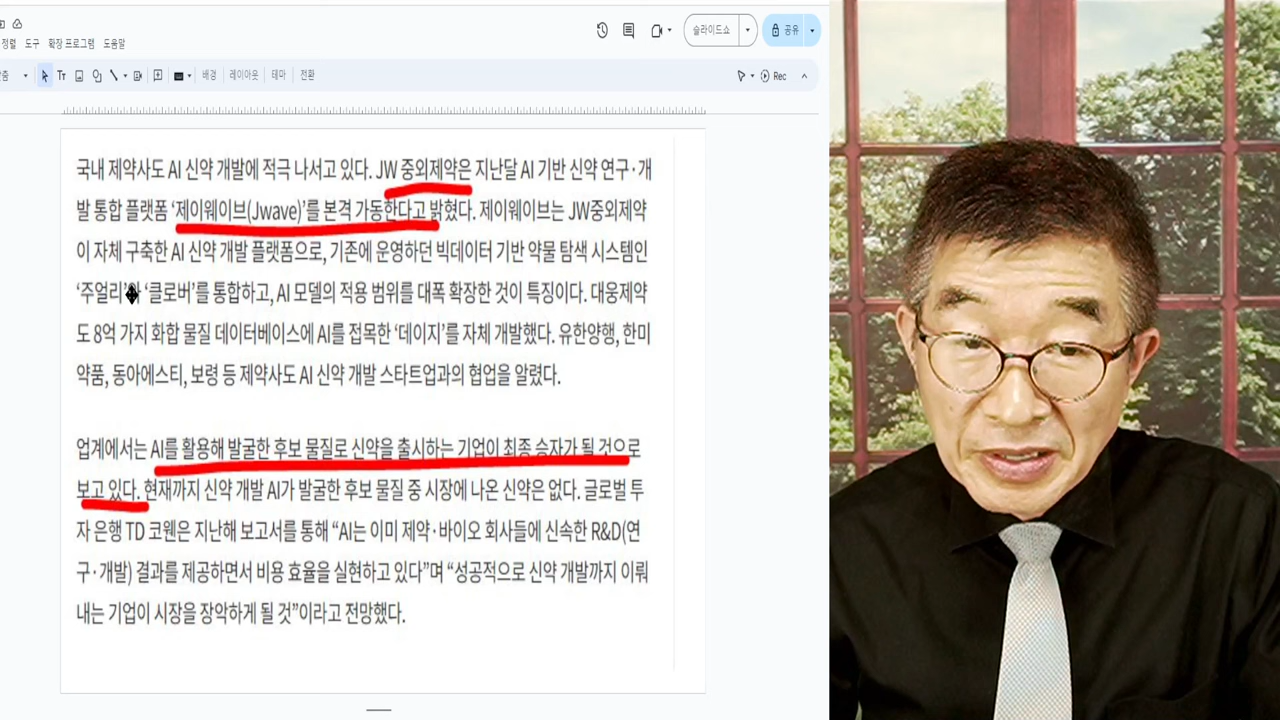 정렬 도구 확장 프로그램 도움말
슬라이드쇼
공유
배경 레이아웃 테마 전환
Rec
국내 제약사도 AI 신약 개발에 적극 나서고 있다. JW 중외제약은 지난달 AI 기반 신약 연구·개
발 통합 플랫폼 ‘제이웨이브(Jwave)’를 본격 가동한다고 밝혔다. 제이웨이브는 JW중외제약
이 자체 구축한 AI 신약 개발 플랫폼으로, 기존에 운영하던 빅데이터 기반 약물 탐색 시스템인
‘주얼리’와 ‘클로버’를 통합하고, AI 모델의 적용 범위를 대폭 확장한 것이 특징이다. 대웅제약
도 8억 가지 화합 물질 데이터베이스에 AI를 접목한 ‘데이지’를 자체 개발했다. 유한양행, 한미
약품, 동아에스티, 보령 등 제약사도 AI 신약 개발 스타트업과의 협업을 알렸다.
업계에서는 AI를 활용해 발굴한 후보 물질로 신약을 출시하는 기업이 최종 승자가 될 것으로
보고 있다. 현재까지 신약 개발 AI가 발굴한 후보 물질 중 시장에 나온 신약은 없다. 글로벌 투
자 은행 TD 코웬은 지난해 보고서를 통해 “AI는 이미 제약·바이오 회사들에 신속한 R&D(연
구·개발) 결과를 제공하면서 비용 효율을 실현하고 있다”며 “성공적으로 신약 개발까지 이뤄
내는 기업이 시장을 장악하게 될 것”이라고 전망했다.